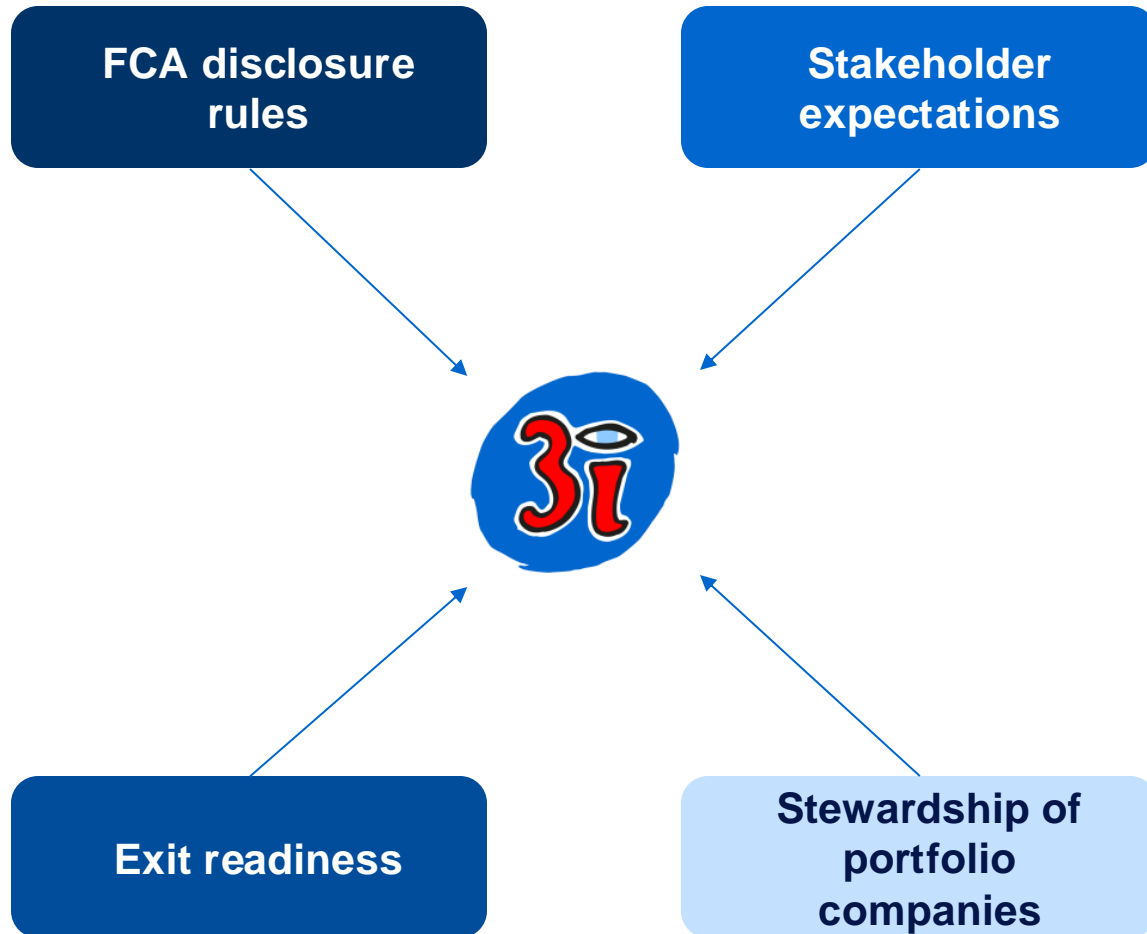 FCA disclosure
rules
Stakeholder
expectations
3i
Exit readiness
Stewardship of
portfolio
companies